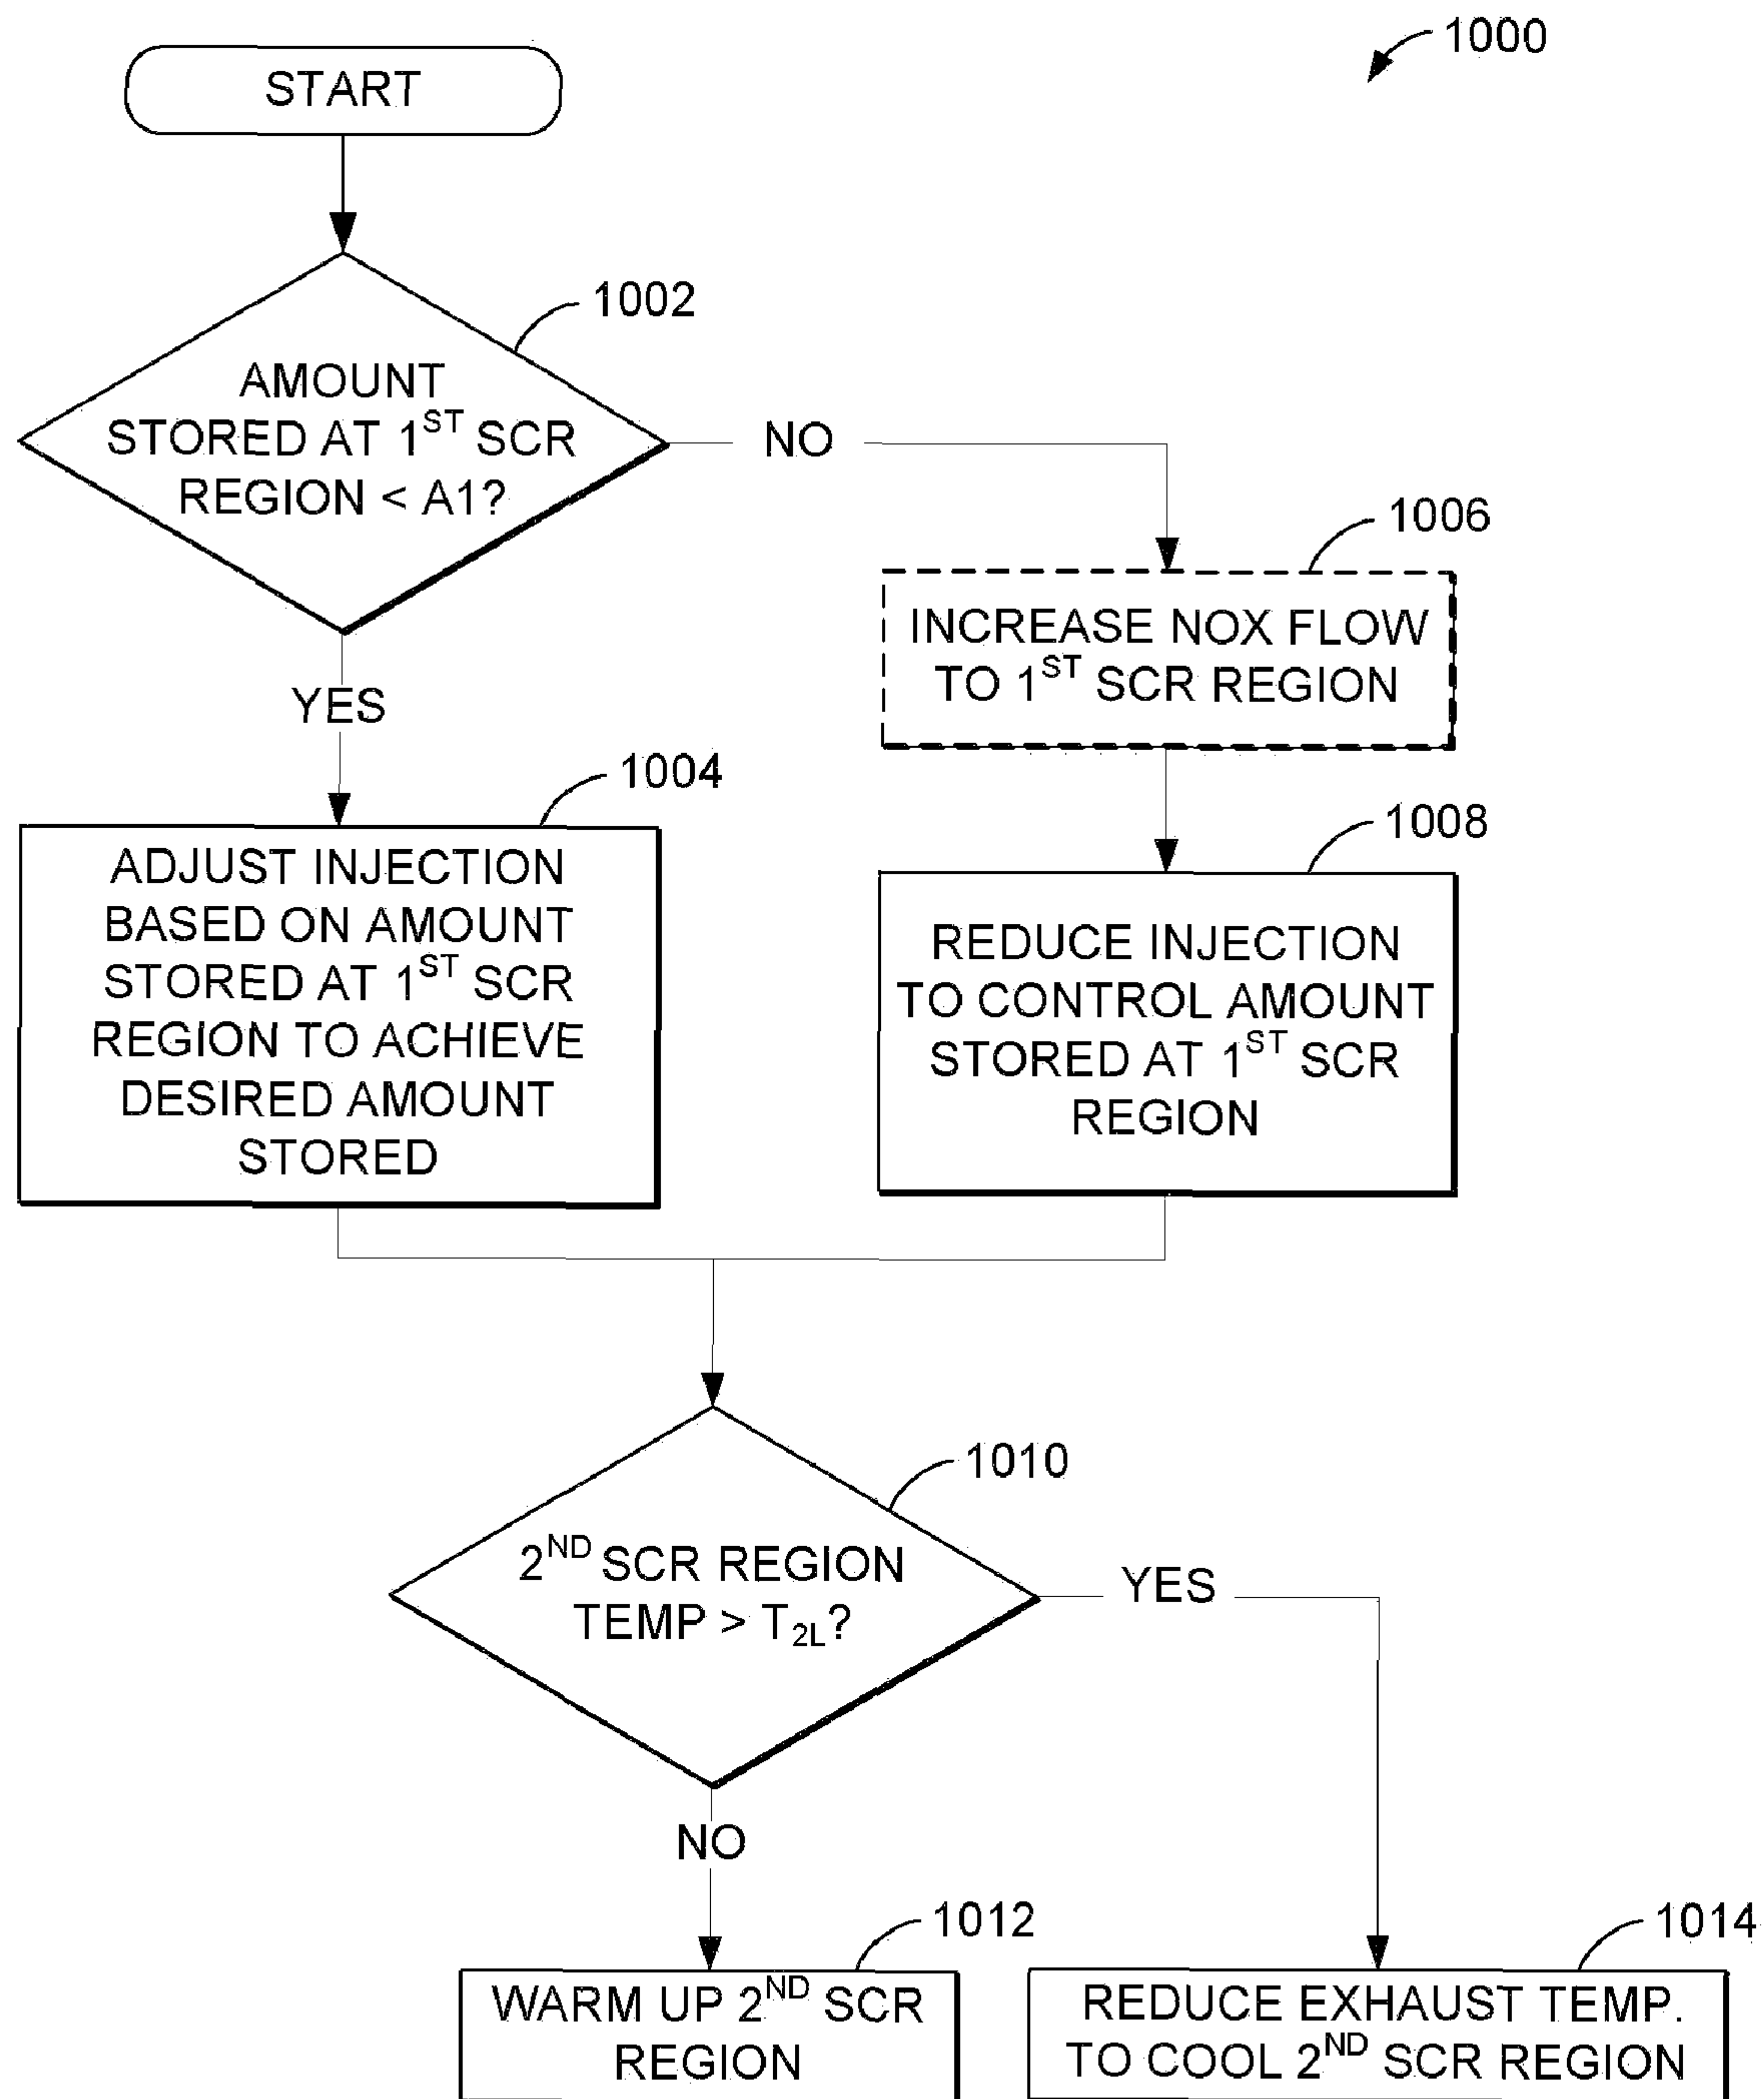 1000
START
1002
AMOUNT
STORED AT 1ST SCR
REGION < A1?
NO
YES
1006
INCREASE NOX FLOW
TO 1ST SCR REGION
1004
ADJUST INJECTION
BASED ON AMOUNT
STORED AT 1ST SCR
REGION TO ACHIEVE
DESIRED AMOUNT
STORED
1008
REDUCE INJECTION
TO CONTROL AMOUNT
STORED AT 1ST SCR
REGION
1010
2ND SCR REGION
TEMP > T2L?
YES
NO
1012
WARM UP 2ND SCR
REGION
1014
REDUCE EXHAUST TEMP.
TO COOL 2ND SCR REGION